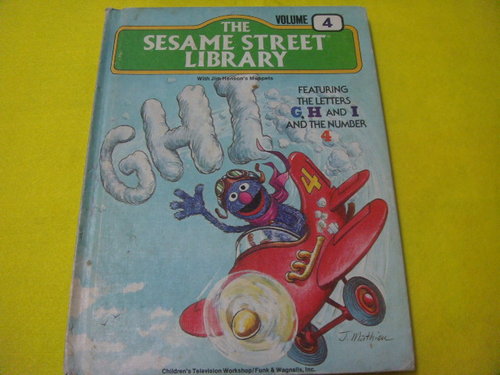 VOLUME 4
THE
SESAME STREET
LIBRARY
With Jim Henson's Muppets
FEATURING
THE LETTERS
G, H AND I
AND THE NUMBER
4
GHI
4
J. Mathieu
Children's Television Workshop/Funk & Wagnalls, Inc.